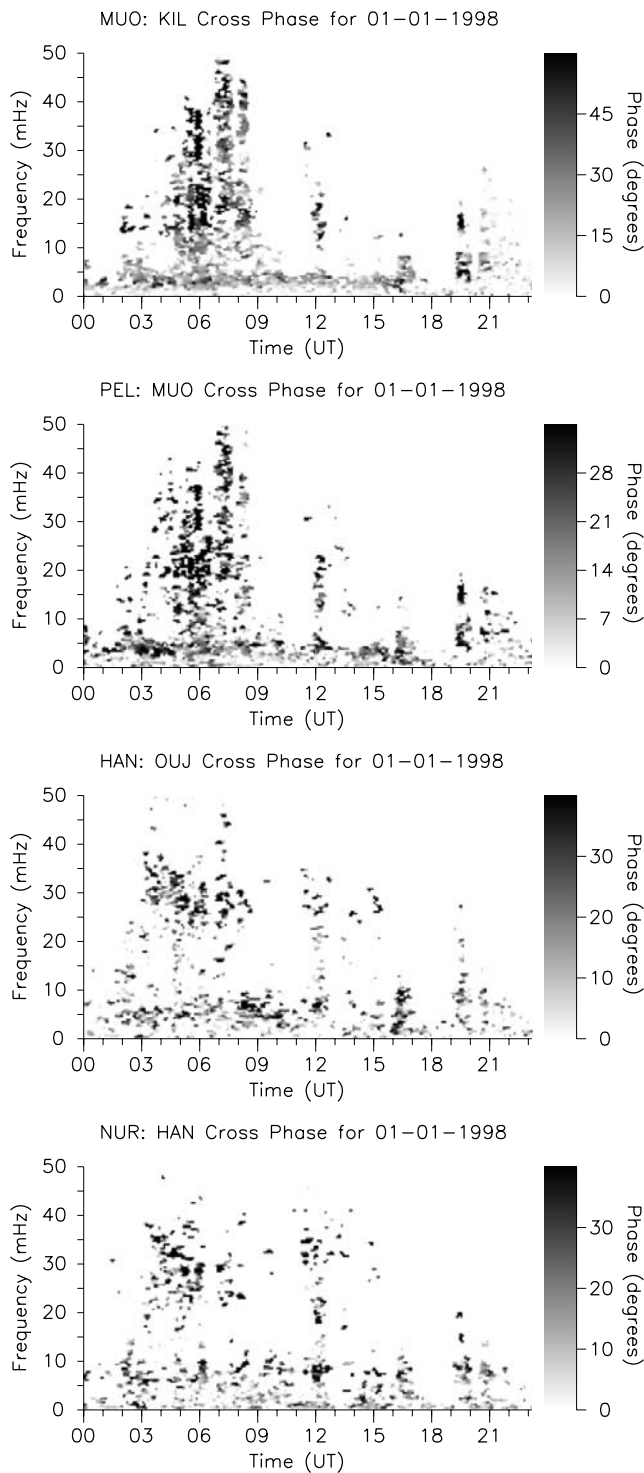 MUO: KIL Cross Phase for 01-01-1998
50
40
30
20
10
0
Frequency (mHz)
00 03 06 09 12 15 18 21
Time (UT)
45
30
15
0
Phase (degrees)
PEL: MUO Cross Phase for 01-01-1998
50
40
30
20
10
0
Frequency (mHz)
00 03 06 09 12 15 18 21
Time (UT)
28
21
14
7
0
Phase (degrees)
HAN: OUJ Cross Phase for 01-01-1998
50
40
30
20
10
0
Frequency (mHz)
00 03 06 09 12 15 18 21
Time (UT)
30
20
10
0
Phase (degrees)
NUR: HAN Cross Phase for 01-01-1998
50
40
30
20
10
0
Frequency (mHz)
00 03 06 09 12 15 18 21
Time (UT)
30
20
10
0
Phase (degrees)